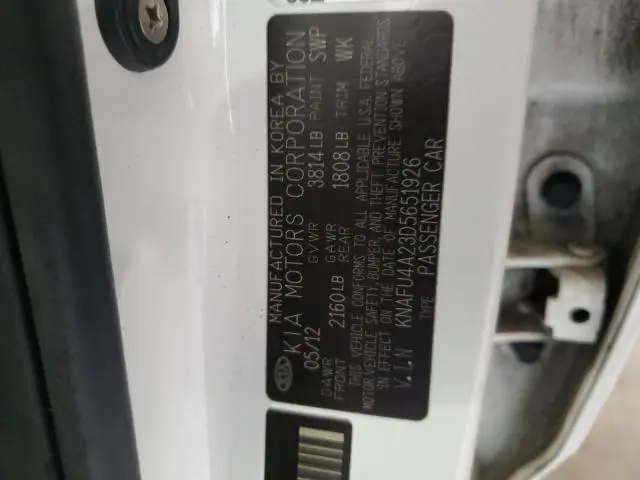 MANUFACTURED IN KOREA BY
KIA MOTORS CORPORATION
05/12 GVWR 3814LB PAINT SWP
GAWR FRONT 2160LB GAWR REAR 1808LB TRIM WK
THIS VEHICLE CONFORMS TO ALL APPLICABLE U.S.A. FEDERAL
MOTOR VEHICLE SAFETY, BUMPER, AND THEFT PREVENTION STANDARDS
IN EFFECT ON THE DATE OF MANUFACTURE SHOWN ABOVE
V.I.N KNAFU4A23D5651926
TYPE PASSENGER CAR
KIA